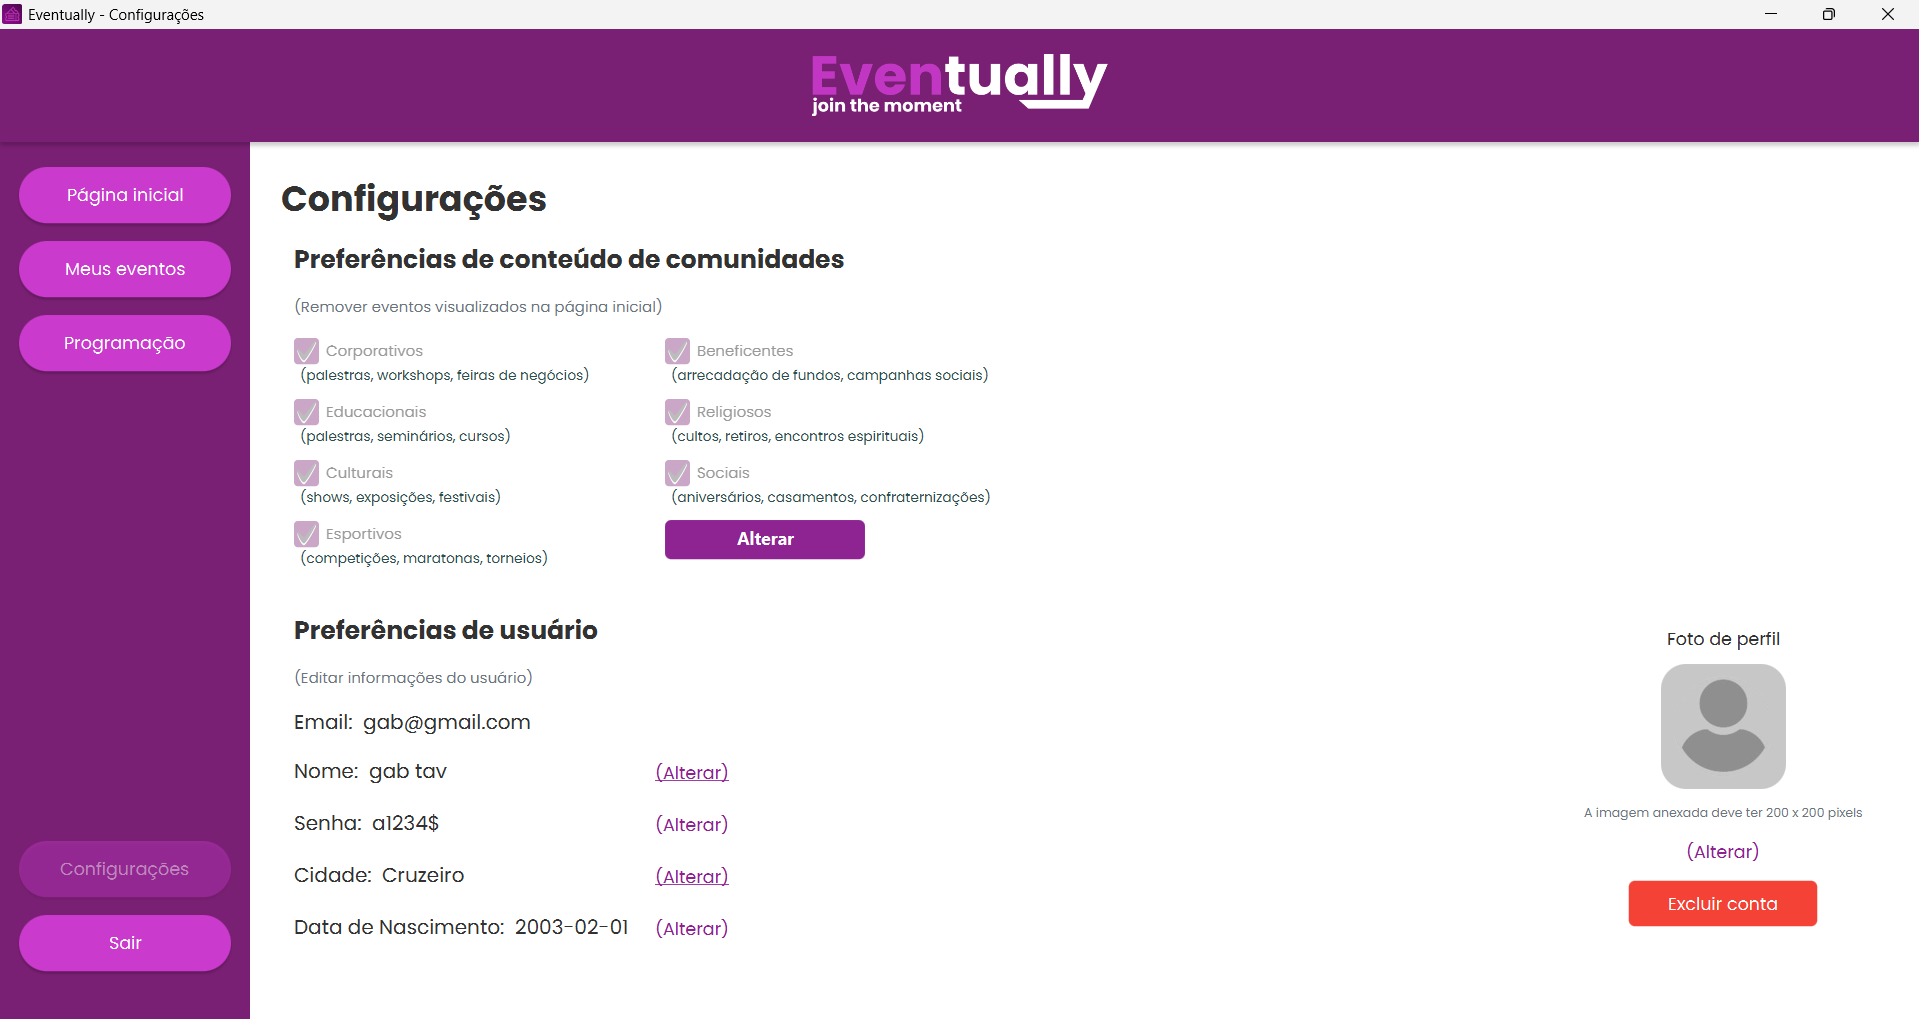 Eventually - Configurações
Eventually
join the moment
Página inicial
Meus eventos
Programação
Configurações
Sair
Configurações
Preferências de conteúdo de comunidades
(Remover eventos visualizados na página inicial)
Corporativos
(palestras, workshops, feiras de negócios)
Educacionais
(palestras, seminários, cursos)
Culturais
(shows, exposições, festivais)
Esportivos
(competições, maratonas, torneios)
Beneficentes
(arrecadação de fundos, campanhas sociais)
Religiosos
(cultos, retiros, encontros espirituais)
Sociais
(aniversários, casamentos, confraternizações)
Alterar
Preferências de usuário
(Editar informações do usuário)
Email: gab@gmail.com
Nome: gab tav (Alterar)
Senha: a1234$ (Alterar)
Cidade: Cruzeiro (Alterar)
Data de Nascimento: 2003-02-01 (Alterar)
Foto de perfil
A imagem anexada deve ter 200 x 200 pixels
(Alterar)
Excluir conta